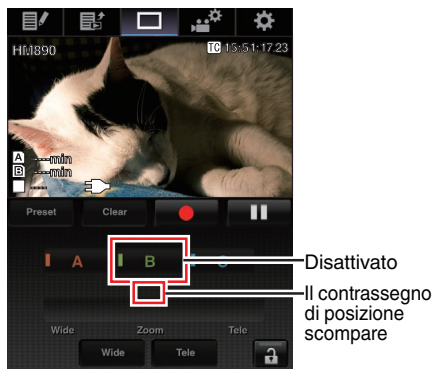 HM890
TC 15:51:17.23
A ----min
B ----min
----
Preset Clear
A B C
Wide Zoom Tele
Wide Tele
Disattivato
Il contrassegno
di posizione
scompare